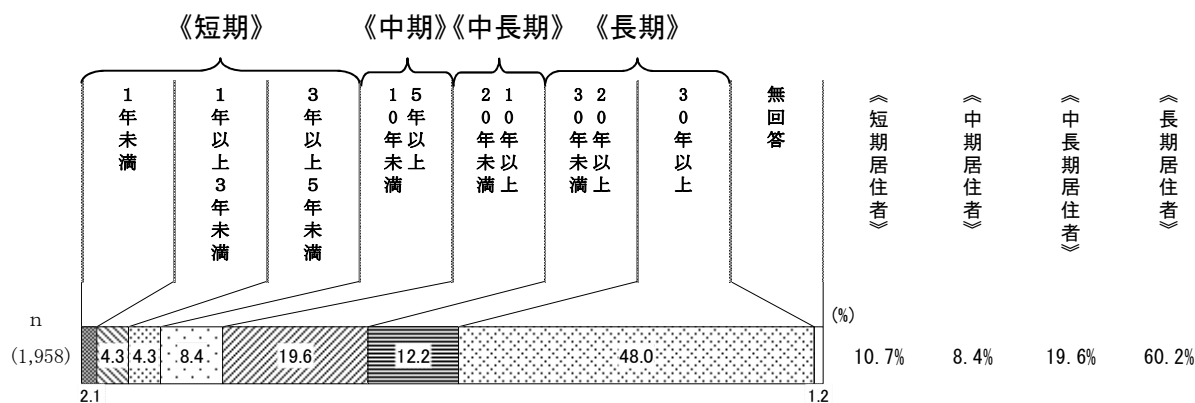 《短期》 《中期》 《中長期》 《長期》
1年未満
1年以上3年未満
3年以上5年未満
5年以上
10年未満
10年以上
20年未満
20年以上
30年未満
30年以上
無回答
《短期居住者》
《中期居住者》
《中長期居住者》
《長期居住者》
n
(%)
(1,958) 4.3 4.3 8.4 19.6 12.2 48.0 10.7% 8.4% 19.6% 60.2%
2.1 1.2